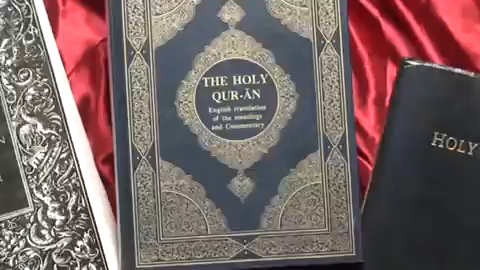 THE HOLY
QUR-ĀN
English translation
of the meanings
and Commentary
HOLY